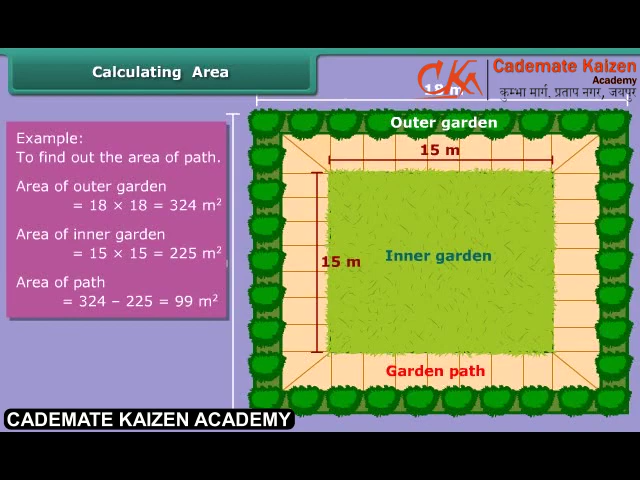 Calculating Area
CKA
Cademate Kaizen
Academy
कुम्भा मार्ग, प्रताप नगर, जयपुर
18 m
Example:
To find out the area of path.
Area of outer garden
= 18 × 18 = 324 m²
Area of inner garden
= 15 × 15 = 225 m²
Area of path
= 324 – 225 = 99 m²
Outer garden
15 m
Inner garden
15 m
Garden path
CADEMATE KAIZEN ACADEMY